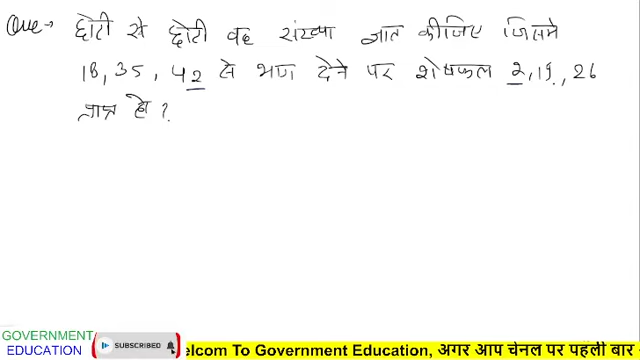 Que→ छोटी से छोटी वह संख्या ज्ञात कीजिए जिसमे
18, 35, 42 से भाग देने पर शेषफल 2, 19, 26
प्राप्त हो ?
GOVERNMENT
EDUCATION
SUBSCRIBED
elcom To Government Education, अगर आप चेनल पर पहली बार